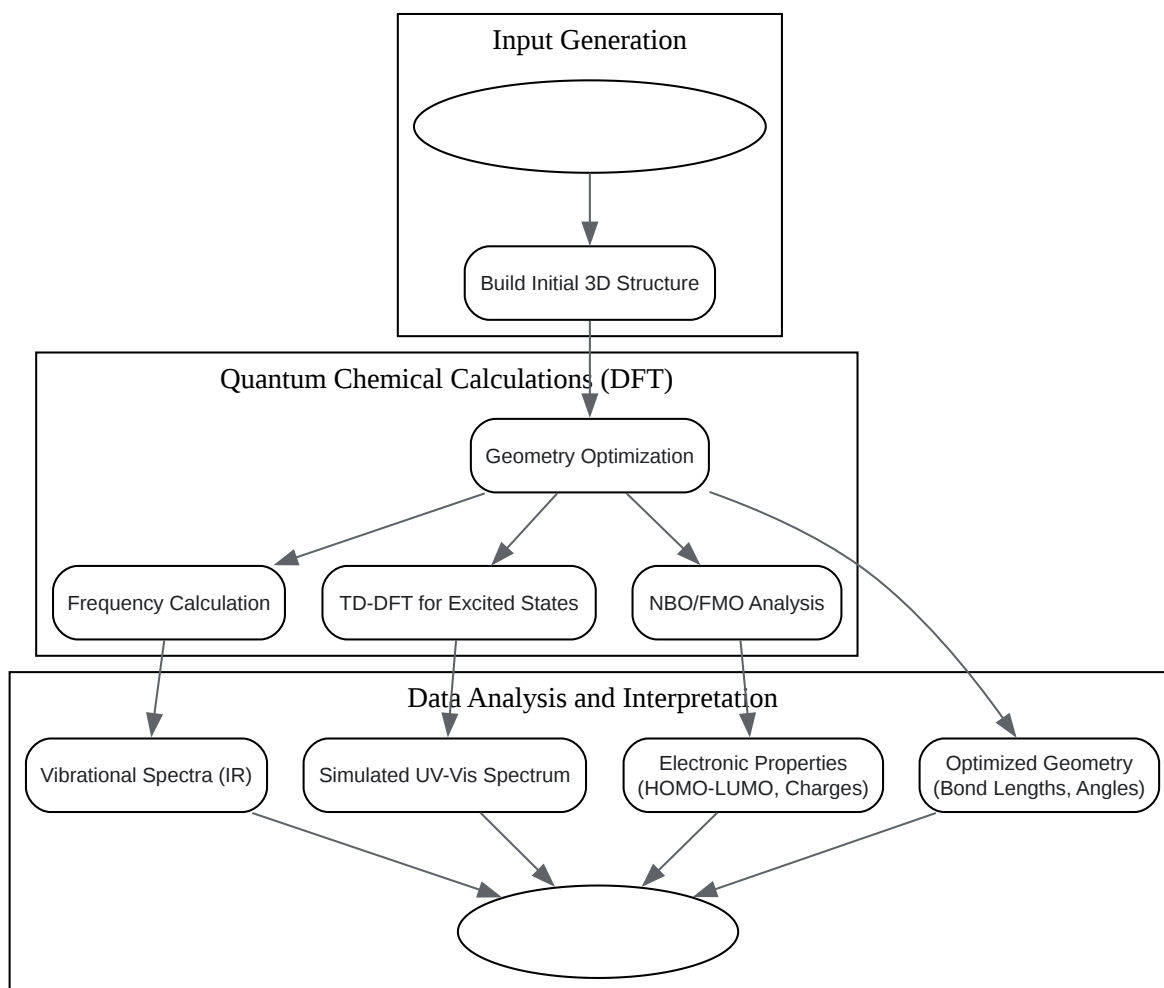 Input Generation
Build Initial 3D Structure
Quantum Chemical Calculations (DFT)
Geometry Optimization
Frequency Calculation
TD-DFT for Excited States
NBO/FMO Analysis
Data Analysis and Interpretation
Vibrational Spectra (IR)
Simulated UV-Vis Spectrum
Electronic Properties
(HOMO-LUMO, Charges)
Optimized Geometry
(Bond Lengths, Angles)